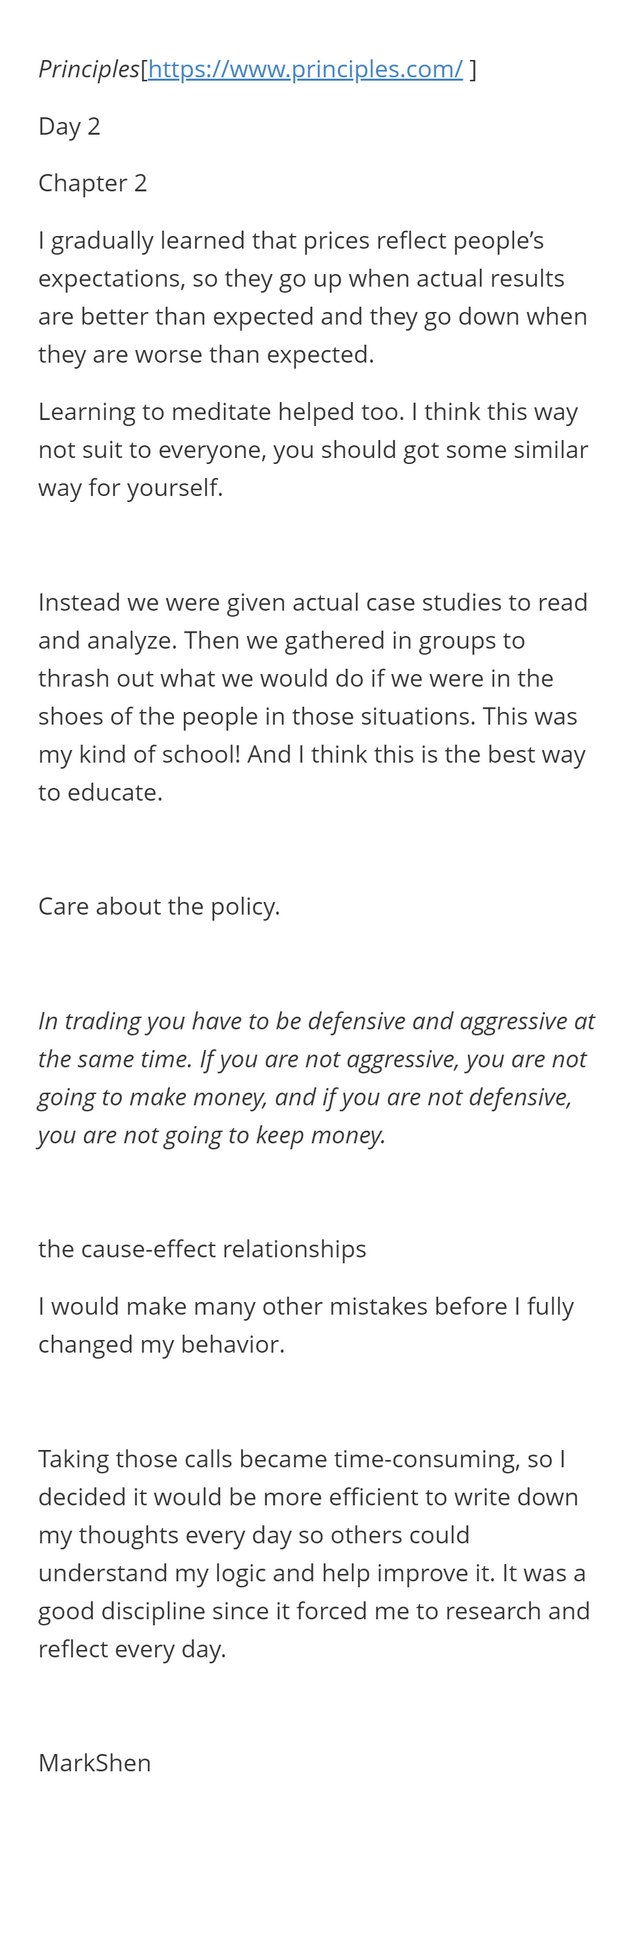 Principles[https://www.principles.com/ ]
Day 2
Chapter 2
I gradually learned that prices reflect people’s
expectations, so they go up when actual results
are better than expected and they go down when
they are worse than expected.
Learning to meditate helped too. I think this way
not suit to everyone, you should got some similar
way for yourself.
Instead we were given actual case studies to read
and analyze. Then we gathered in groups to
thrash out what we would do if we were in the
shoes of the people in those situations. This was
my kind of school! And I think this is the best way
to educate.
Care about the policy.
In trading you have to be defensive and aggressive at
the same time. If you are not aggressive, you are not
going to make money, and if you are not defensive,
you are not going to keep money.
the cause-effect relationships
I would make many other mistakes before I fully
changed my behavior.
Taking those calls became time-consuming, so I
decided it would be more efficient to write down
my thoughts every day so others could
understand my logic and help improve it. It was a
good discipline since it forced me to research and
reflect every day.
MarkShen